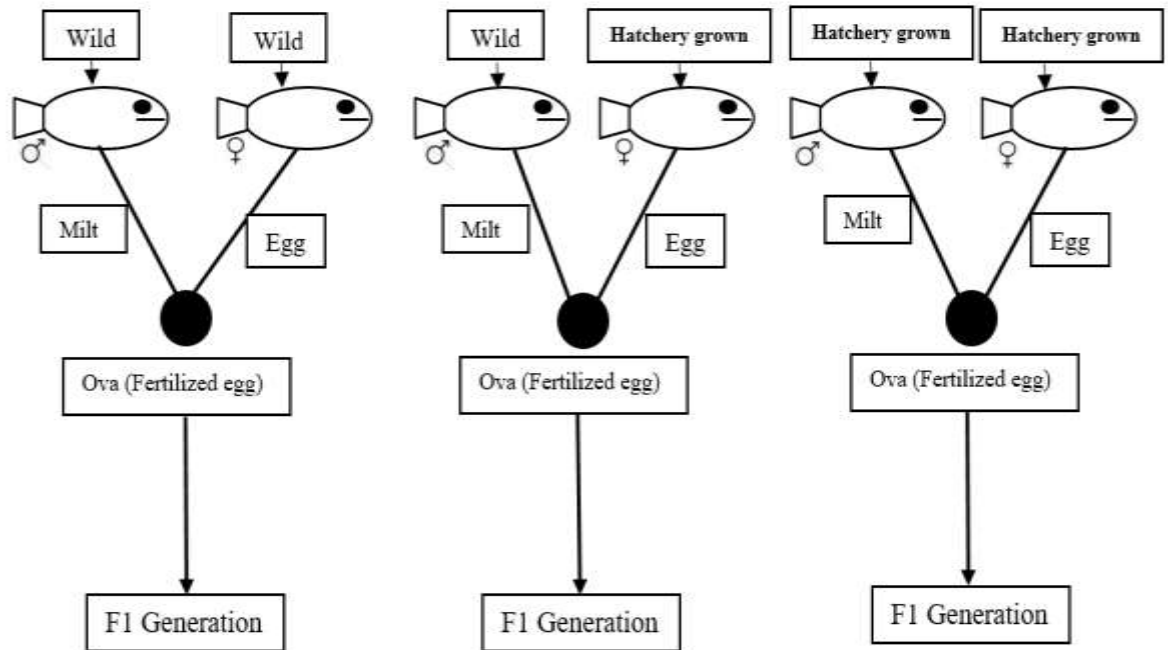 Wild
Wild
Wild
Hatchery grown
Hatchery grown
Hatchery grown
♂
♀
♂
♀
♂
♀
Milt
Egg
Milt
Egg
Milt
Egg
Ova (Fertilized egg)
Ova (Fertilized egg)
Ova (Fertilized egg)
F1 Generation
F1 Generation
F1 Generation